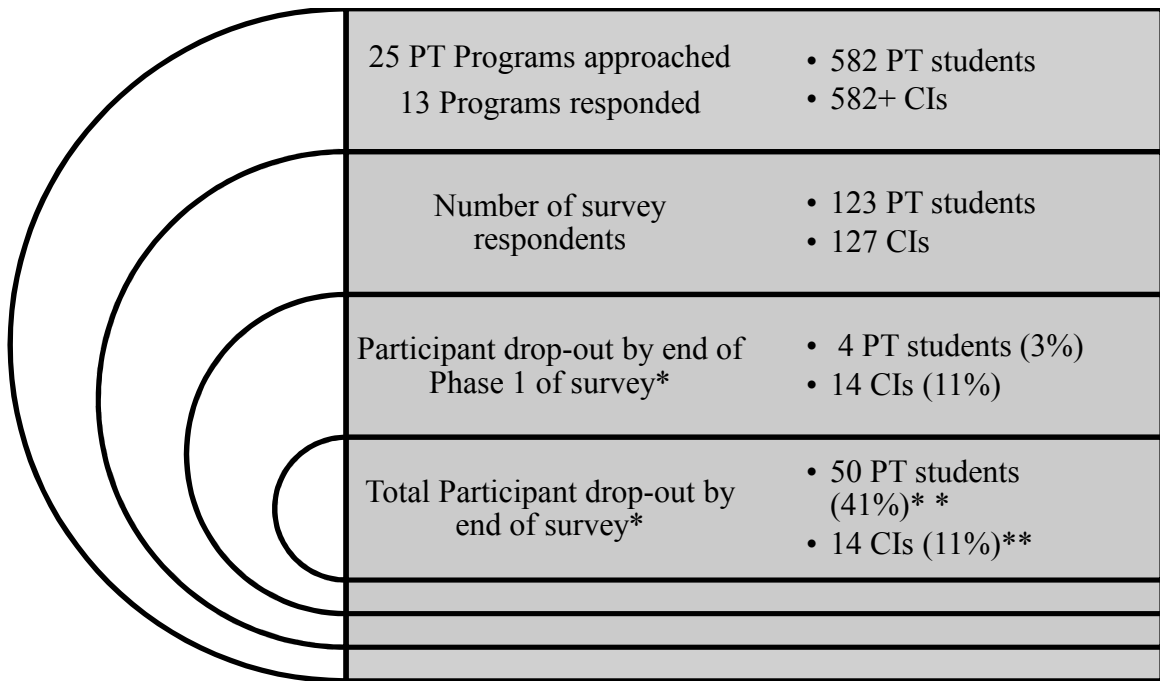 25 PT Programs approached
13 Programs responded
• 582 PT students
• 582+ CIs
Number of survey
respondents
• 123 PT students
• 127 CIs
Participant drop-out by end of
Phase 1 of survey*
• 4 PT students (3%)
• 14 CIs (11%)
Total Participant drop-out by
end of survey*
• 50 PT students
(41%)* *
• 14 CIs (11%)**